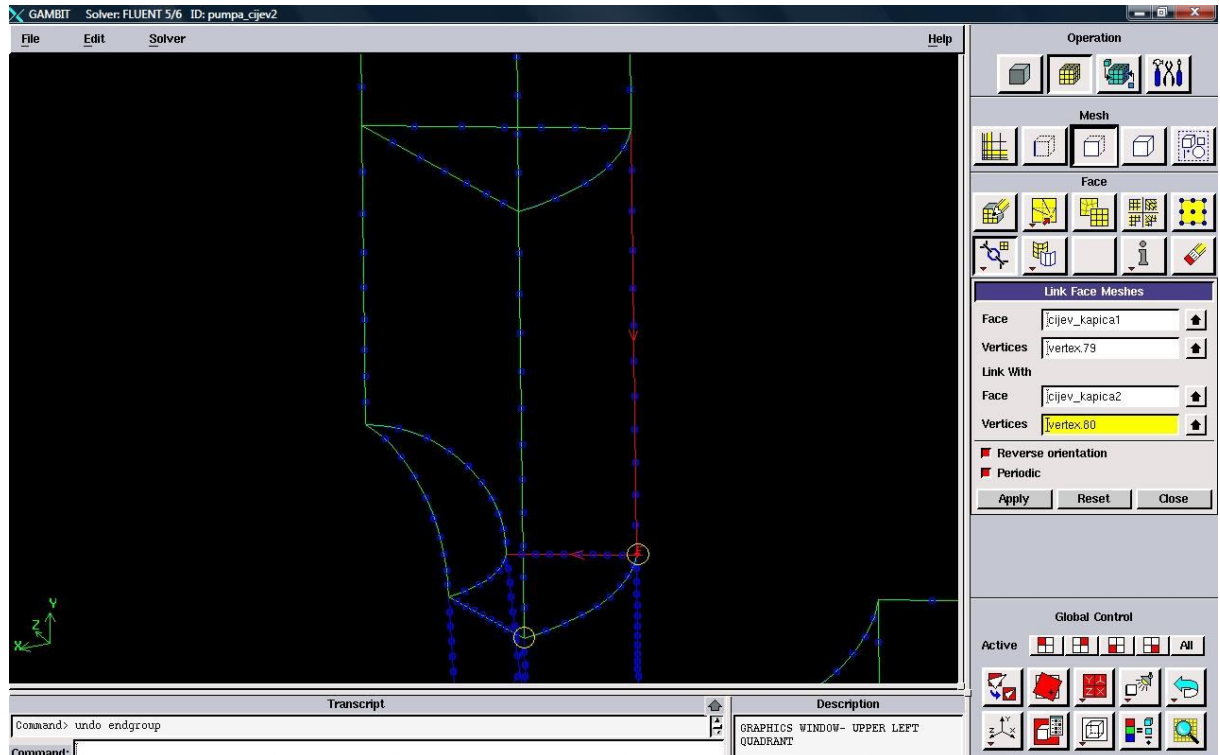 GAMBIT Solver: FLUENT 5/6 ID: pumpa_cijev2
File Edit Solver Help
Operation
Mesh
Face
Link Face Meshes
Face cijev_kapica1
Vertices vertex.79
Link With
Face cijev_kapica2
Vertices vertex.80
Reverse orientation
Periodic
Apply Reset Close
Y
Z
X
Global Control
Active All
Transcript
Command> undo endgroup
Command:
Description
GRAPHICS WINDOW- UPPER LEFT
QUADRANT